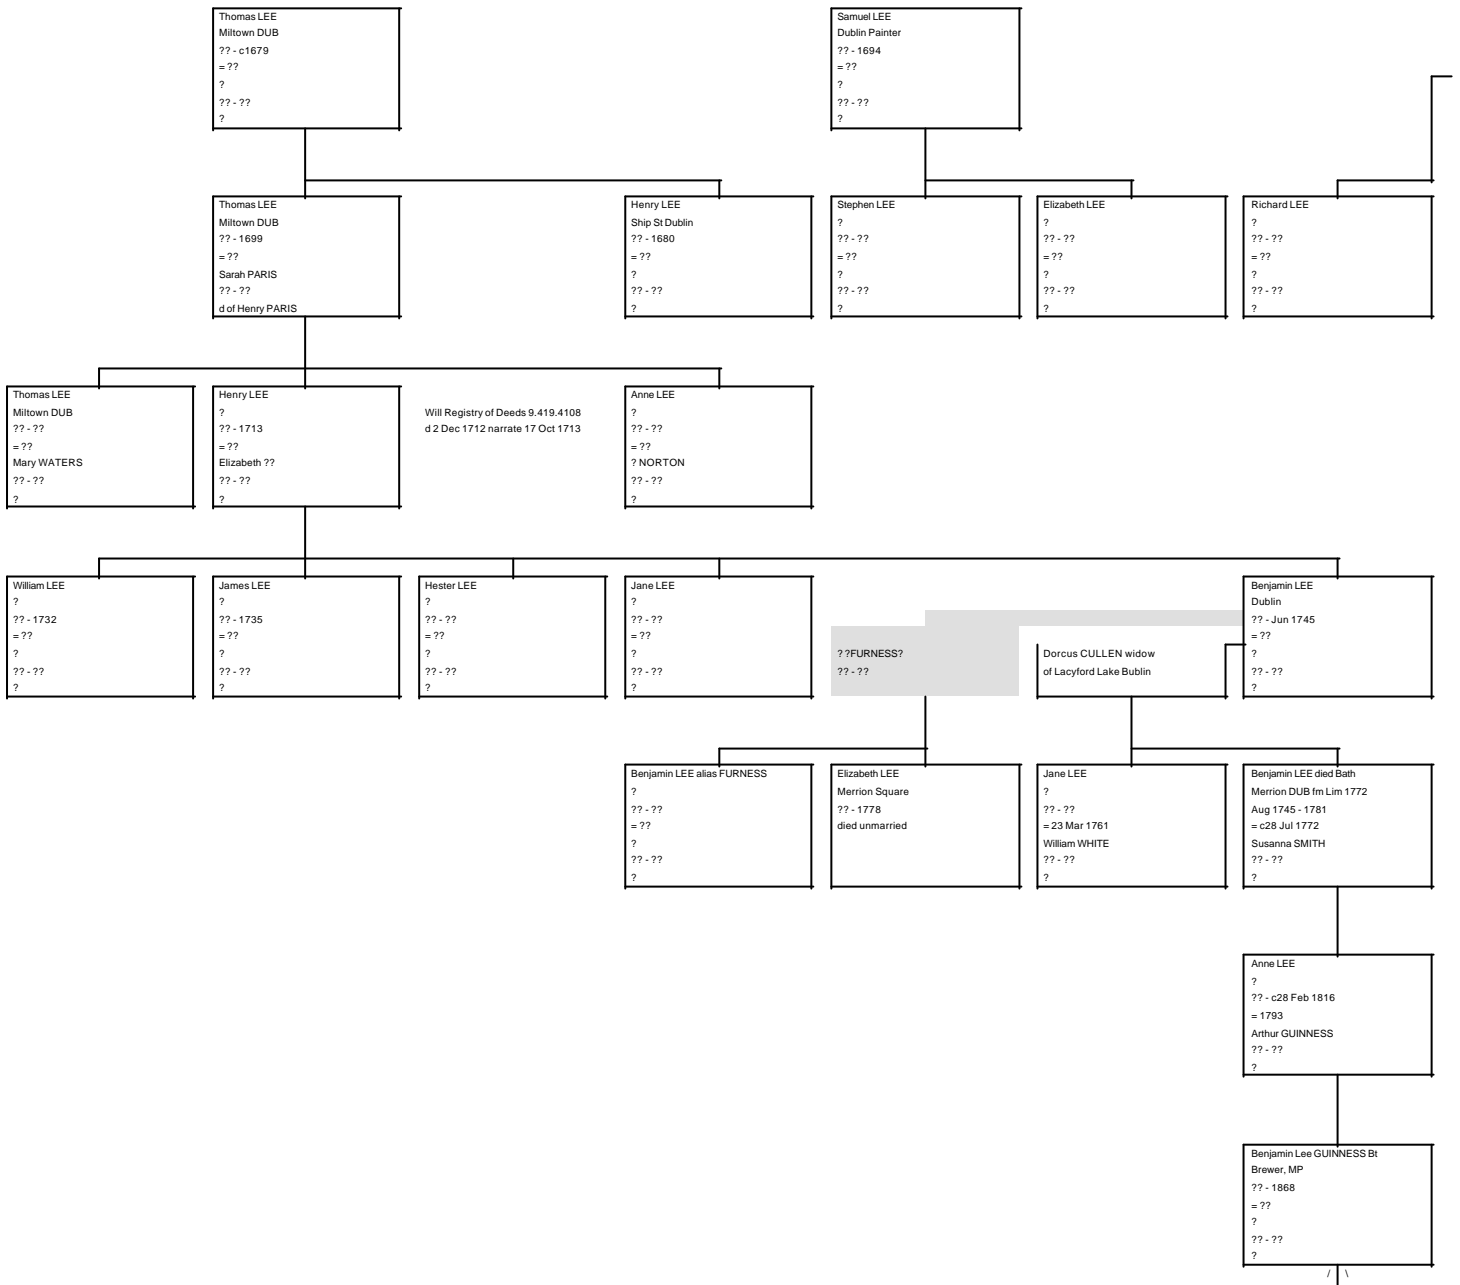 Thomas LEE
Miltown DUB
?? - c1679
= ??
?
?? - ??
?
Samuel LEE
Dublin Painter
?? - 1694
= ??
?
?? - ??
?
Thomas LEE
Miltown DUB
?? - 1699
= ??
Sarah PARIS
?? - ??
d of Henry PARIS
Henry LEE
Ship St Dublin
?? - 1680
= ??
?
?? - ??
?
Stephen LEE
?
?? - ??
= ??
?
?? - ??
?
Elizabeth LEE
?
?? - ??
= ??
?
?? - ??
?
Richard LEE
?
?? - ??
= ??
?
?? - ??
?
Thomas LEE
Miltown DUB
?? - ??
= ??
Mary WATERS
?? - ??
?
Henry LEE
?
?? - 1713
= ??
Elizabeth ??
?? - ??
?
Will Registry of Deeds 9.419.4108
d 2 Dec 1712 narrate 17 Oct 1713
Anne LEE
?
?? - ??
= ??
? NORTON
?? - ??
?
William LEE
?
?? - 1732
= ??
?
?? - ??
?
James LEE
?
?? - 1735
= ??
?
?? - ??
?
Hester LEE
?
?? - ??
= ??
?
?? - ??
?
Jane LEE
?
?? - ??
= ??
?
?? - ??
?
? ?FURNESS?
?? - ??
Dorcus CULLEN widow
of Lacyford Lake Bublin
Benjamin LEE
Dublin
?? - Jun 1745
= ??
?
?? - ??
?
Benjamin LEE alias FURNESS
?
?? - ??
= ??
?
?? - ??
?
Elizabeth LEE
Merrion Square
?? - 1778
died unmarried
Jane LEE
?
?? - ??
= 23 Mar 1761
William WHITE
?? - ??
?
Benjamin LEE died Bath
Merrion DUB fm Lim 1772
Aug 1745 - 1781
= c28 Jul 1772
Susanna SMITH
?? - ??
?
Anne LEE
?
?? - c28 Feb 1816
= 1793
Arthur GUINNESS
?? - ??
?
Benjamin Lee GUINNESS Bt
Brewer, MP
?? - 1868
= ??
?
?? - ??
?
/ \